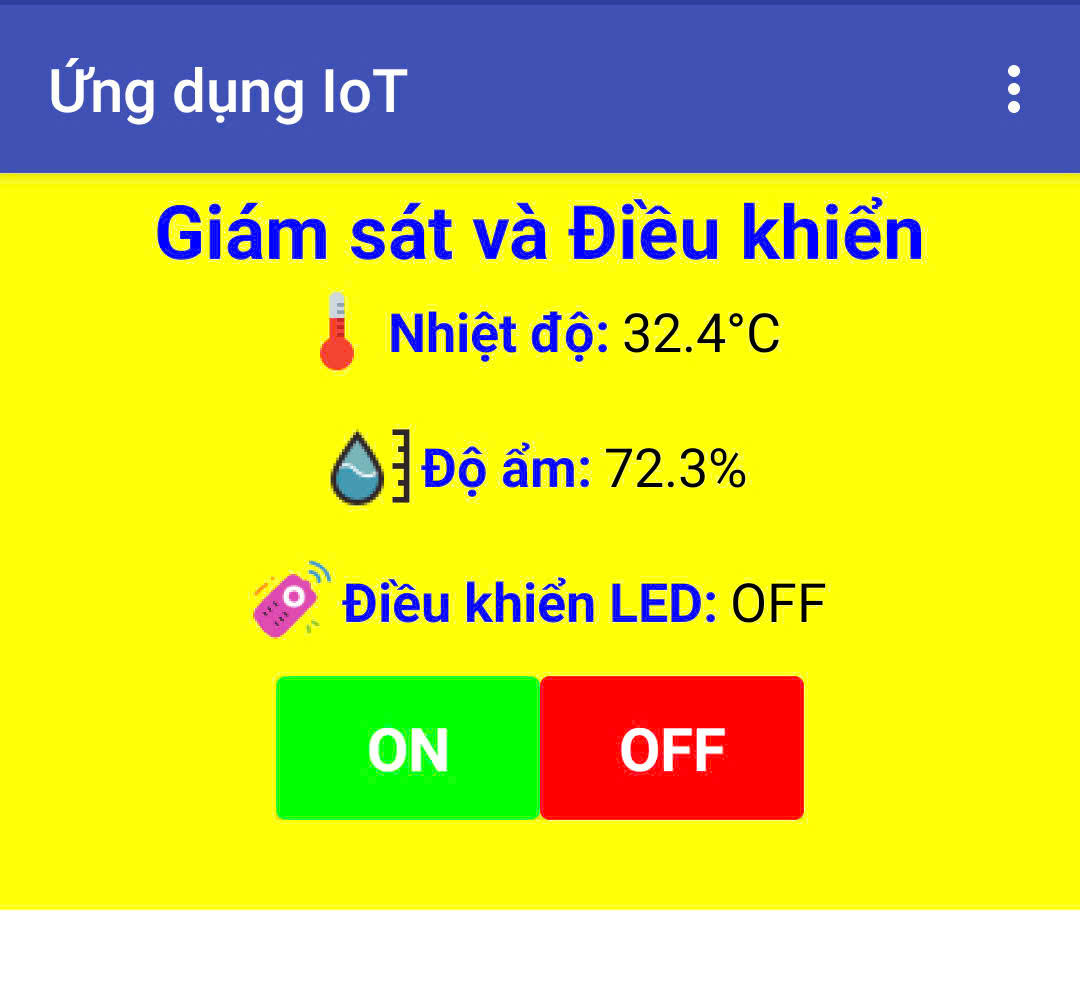 Ứng dụng IoT
Giám sát và Điều khiển
Nhiệt độ: 32.4°C
Độ ẩm: 72.3%
Điều khiển LED: OFF
ON OFF